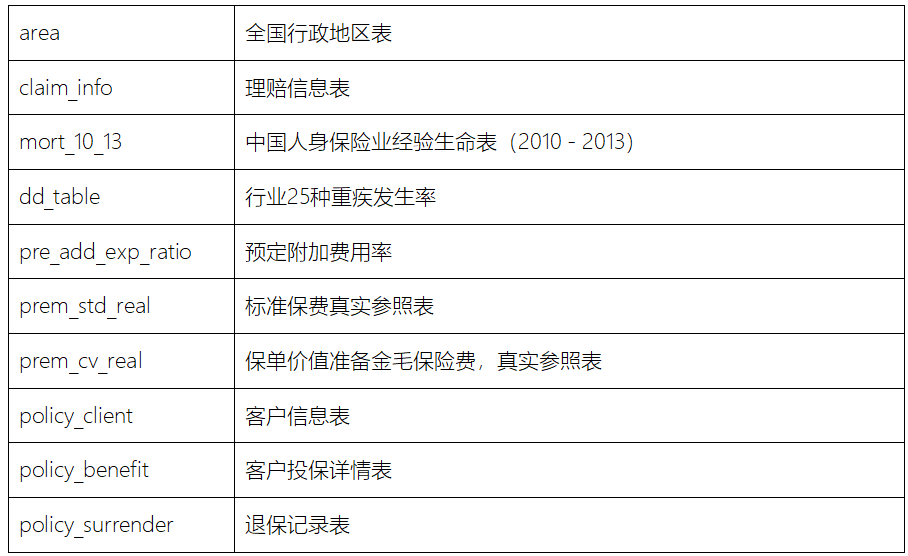 area 全国行政地区表
claim_info 理赔信息表
mort_10_13 中国人身保险业经验生命表（2010 - 2013）
dd_table 行业25种重疾发生率
pre_add_exp_ratio 预定附加费用率
prem_std_real 标准保费真实参照表
prem_cv_real 保单价值准备金毛保险费，真实参照表
policy_client 客户信息表
policy_benefit 客户投保详情表
policy_surrender 退保记录表